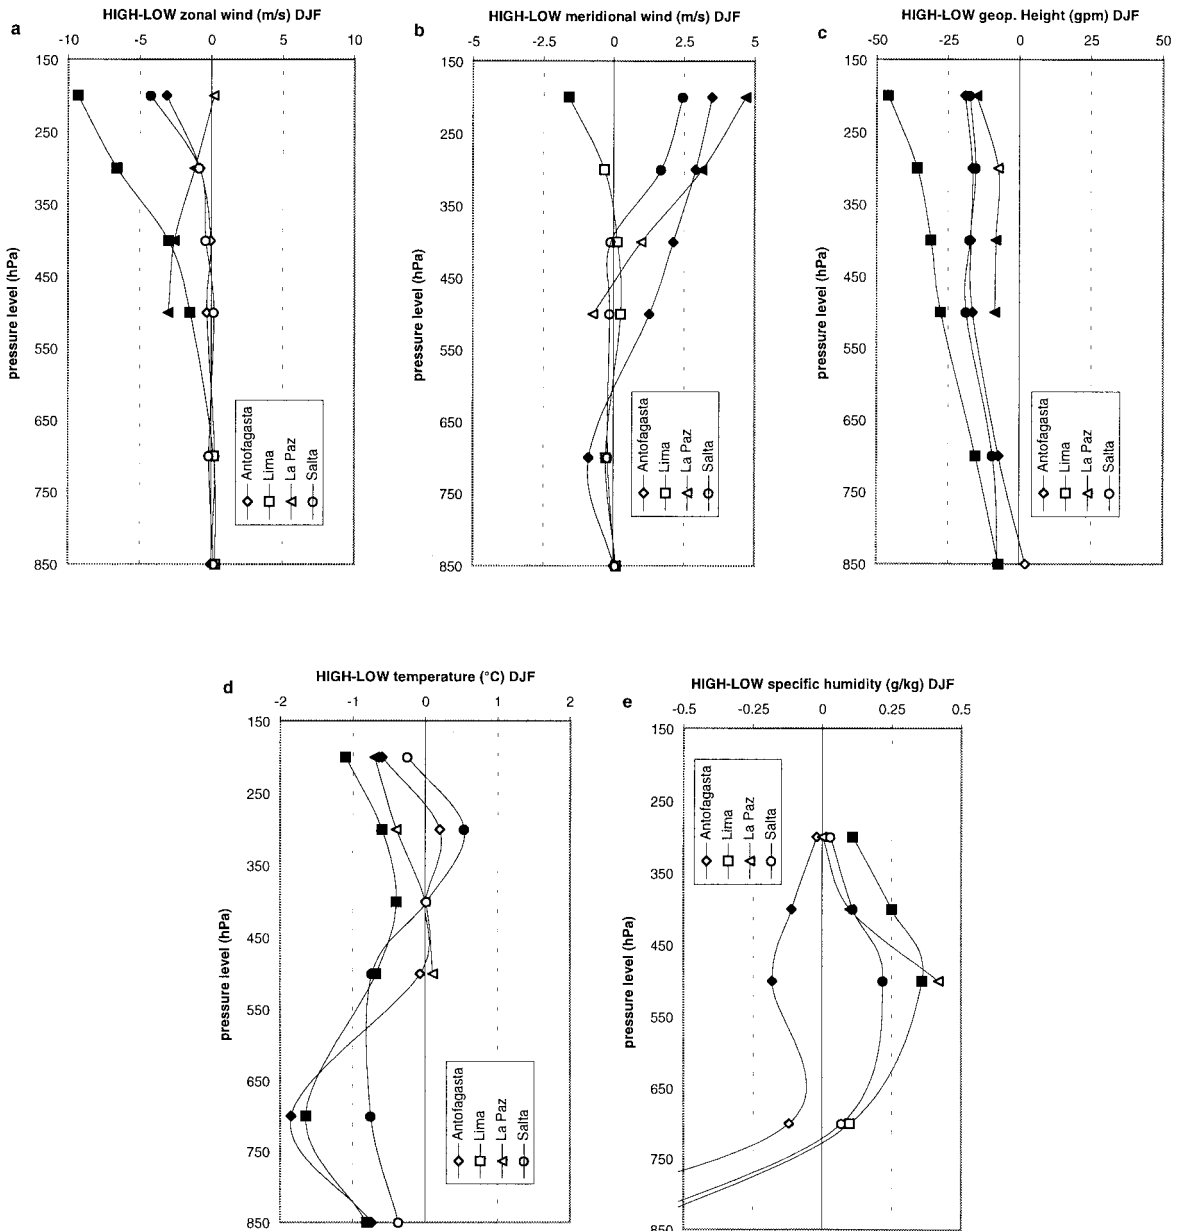 a
HIGH-LOW zonal wind (m/s) DJF
-10 -5 0 5 10
150
250
350
450
550
650
750
850
pressure level (hPa)
Antofagasta
Lima
La Paz
Salta
b
HIGH-LOW meridional wind (m/s) DJF
-5 -2.5 0 2.5 5
150
250
350
450
550
650
750
850
pressure level (hPa)
Antofagasta
Lima
La Paz
Salta
c
HIGH-LOW geop. Height (gpm) DJF
-50 -25 0 25 50
150
250
350
450
550
650
750
850
pressure level (hPa)
Antofagasta
Lima
La Paz
Salta
d
HIGH-LOW temperature (°C) DJF
-2 -1 0 1 2
150
250
350
450
550
650
750
850
pressure level (hPa)
Antofagasta
Lima
La Paz
Salta
e
HIGH-LOW specific humidity (g/kg) DJF
-0.5 -0.25 0 0.25 0.5
150
250
350
450
550
650
750
850
pressure level (hPa)
Antofagasta
Lima
La Paz
Salta